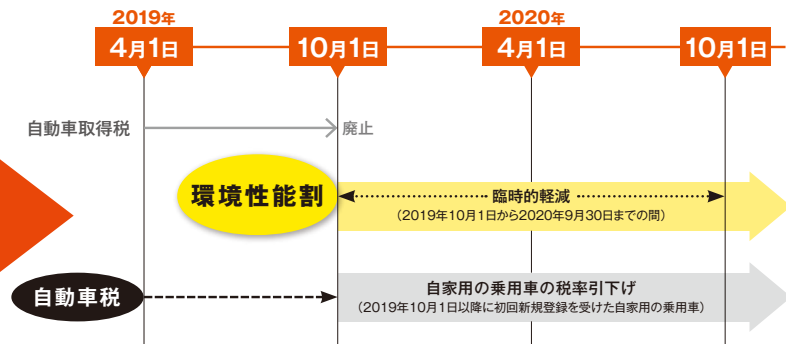 2019年
4月1日
10月1日
2020年
4月1日
10月1日
自動車取得税
廃止
環境性能割
臨時的軽減
（2019年10月1日から2020年9月30日までの間）
自動車税
自家用の乗用車の税率引下げ
（2019年10月1日以降に初回新規登録を受けた自家用の乗用車）